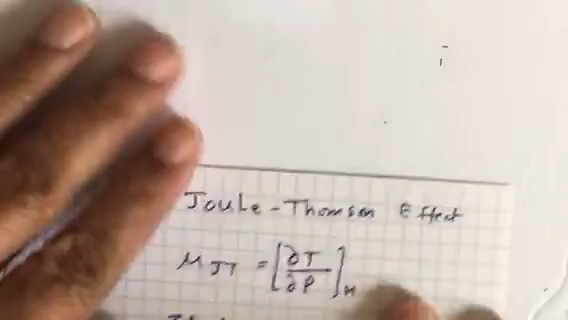 Joule-Thomson Effect
μJT = [∂T/∂P]H